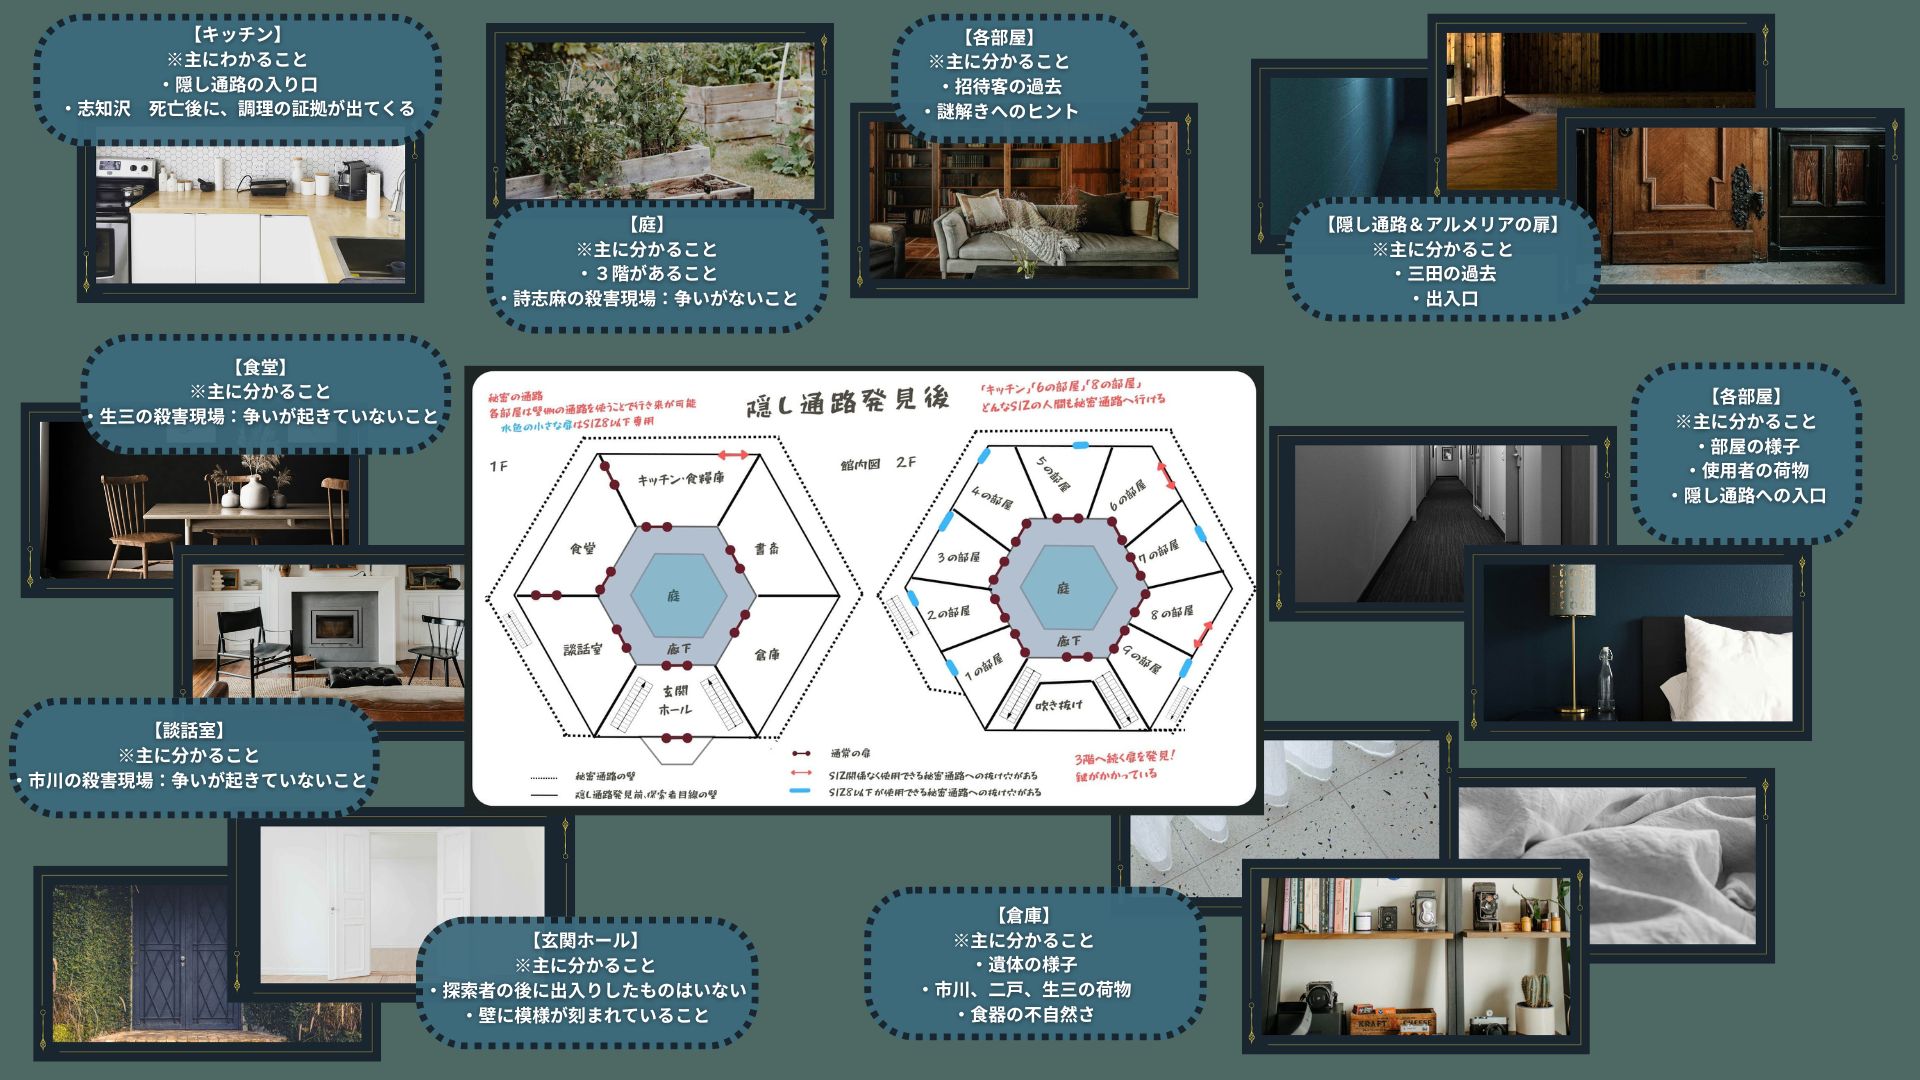 【キッチン】
※主にわかること
・隠し通路の入り口
・志知沢　死亡後に、調理の証拠が出てくる
【庭】
※主に分かること
・３階があること
・詩志麻の殺害現場：争いがないこと
【各部屋】
※主に分かること
・招待客の過去
・謎解きへのヒント
【隠し通路＆アルメリアの扉】
※主に分かること
・三田の過去
・出入口
【食堂】
※主に分かること
・生三の殺害現場：争いが起きていないこと
【各部屋】
※主に分かること
・部屋の様子
・使用者の荷物
・隠し通路への入口
秘密の通路
各部屋は壁側の通路を使うことで行き来が可能
水色の小さな扉はSIZ8以下専用
隠し通路発見後
「キッチン」「6の部屋」「8の部屋」
どんなSIZの人間も秘密通路へ行ける
1F
キッチン・食糧庫
食堂
書斎
庭
談話室
廊下
倉庫
玄関
ホール
館内図　2F
5の部屋
4の部屋
6の部屋
3の部屋
7の部屋
庭
2の部屋
8の部屋
廊下
1の部屋
9の部屋
吹き抜け
秘密通路の壁
隠し通路発見前、探索者目線の壁
通常の扉
SIZ関係なく使用できる秘密通路への抜け穴がある
SIZ8以下が使用できる秘密通路への抜け穴がある
3階へ続く扉を発見！
鍵がかかっている
【談話室】
※主に分かること
・市川の殺害現場：争いが起きていないこと
【玄関ホール】
※主に分かること
・探索者の後に出入りしたものはいない
・壁に模様が刻まれていること
【倉庫】
※主に分かること
・遺体の様子
・市川、二戸、生三の荷物
・食器の不自然さ
KRAFT
CHEESE